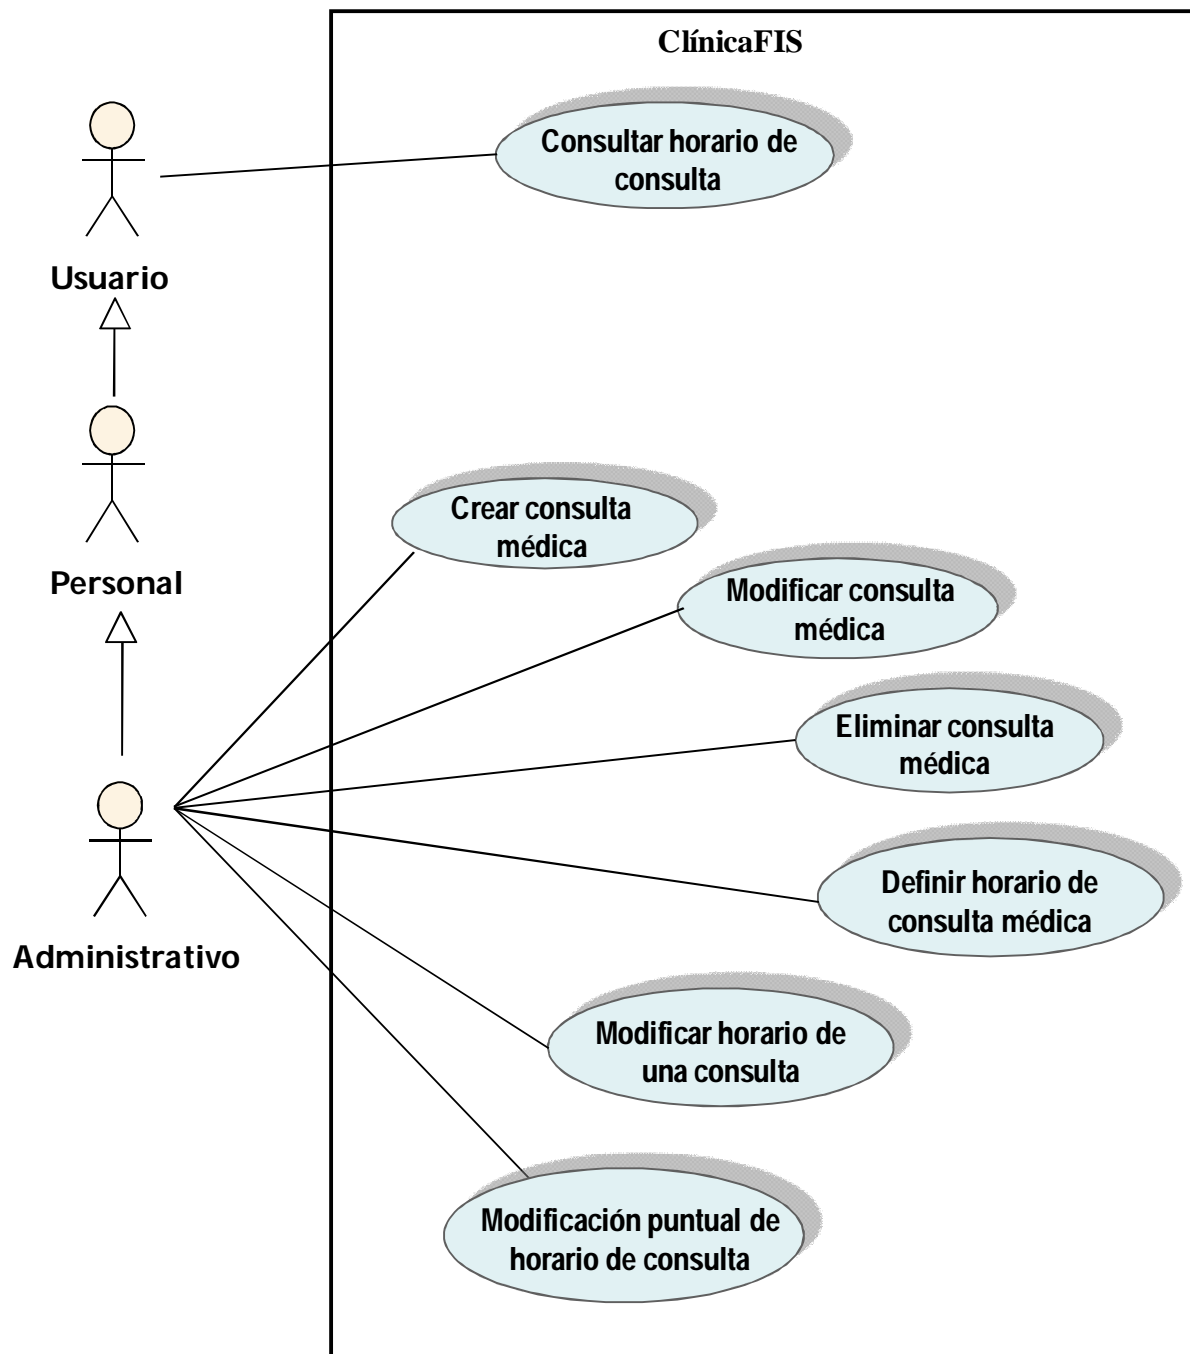 ClínicaFIS
Consultar horario de
consulta
Usuario
Crear consulta
médica
Personal
Modificar consulta
médica
Eliminar consulta
médica
Definir horario de
consulta médica
Administrativo
Modificar horario de
una consulta
Modificación puntual de
horario de consulta